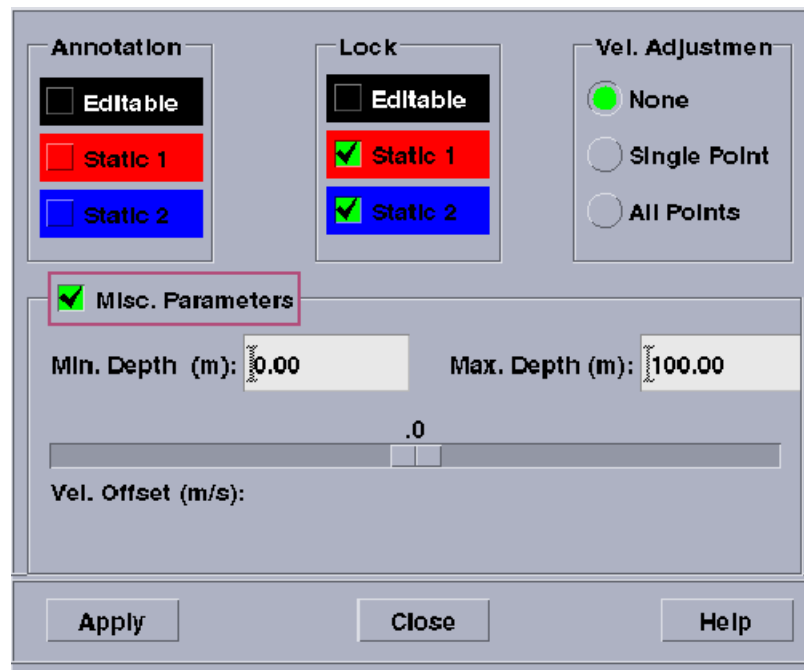 Annotation
Editable
Static 1
Static 2
Lock
Editable
Static 1
Static 2
Vel. Adjustmen
None
Single Point
All Points
Misc. Parameters
Min. Depth (m): 0.00
Max. Depth (m): 100.00
.0
Vel. Offset (m/s):
Apply
Close
Help